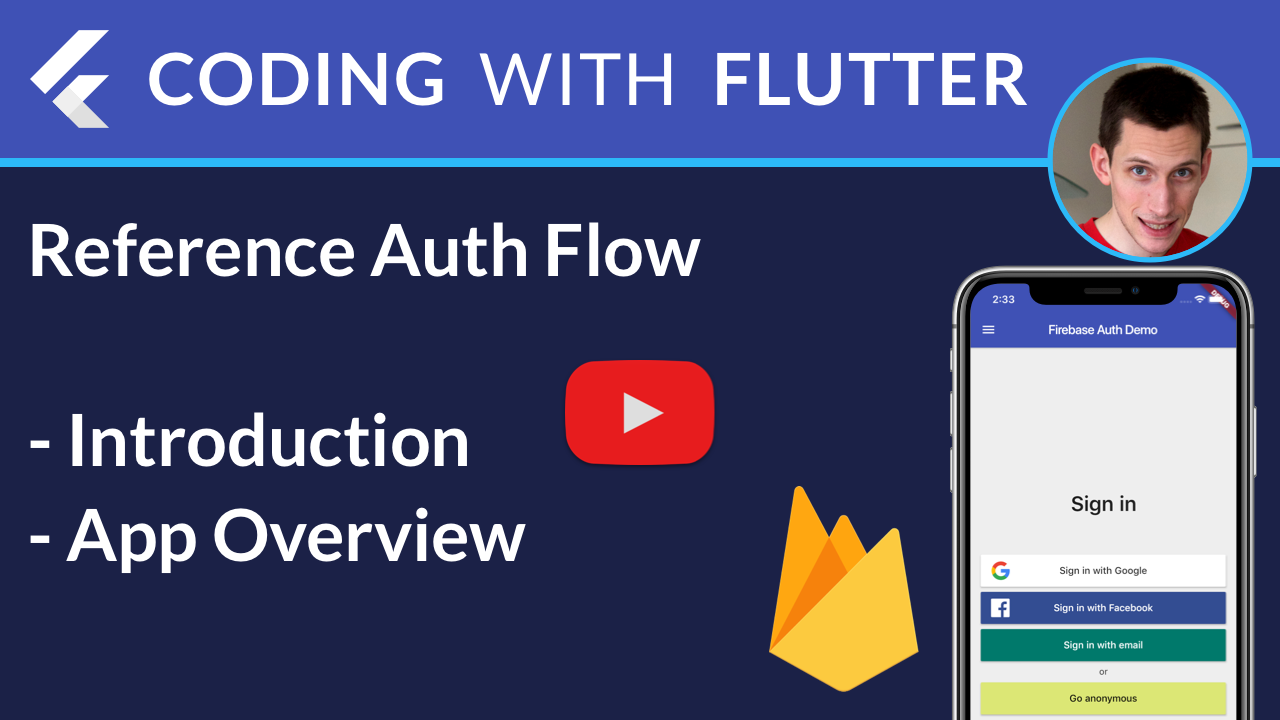 CODING WITH FLUTTER
Reference Auth Flow
- Introduction
- App Overview
2:33
DEBUG
Firebase Auth Demo
Sign in
Sign in with Google
Sign in with Facebook
Sign in with email
or
Go anonymous